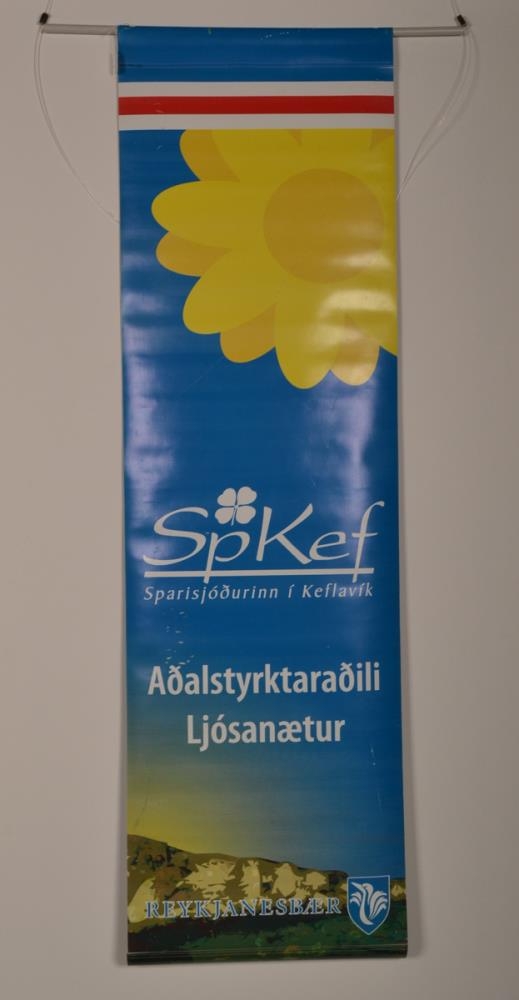 SpKef
Sparisjóðurinn í Keflavík
Aðalstyrktaraðili
Ljósanætur
REYKJANESBÆR